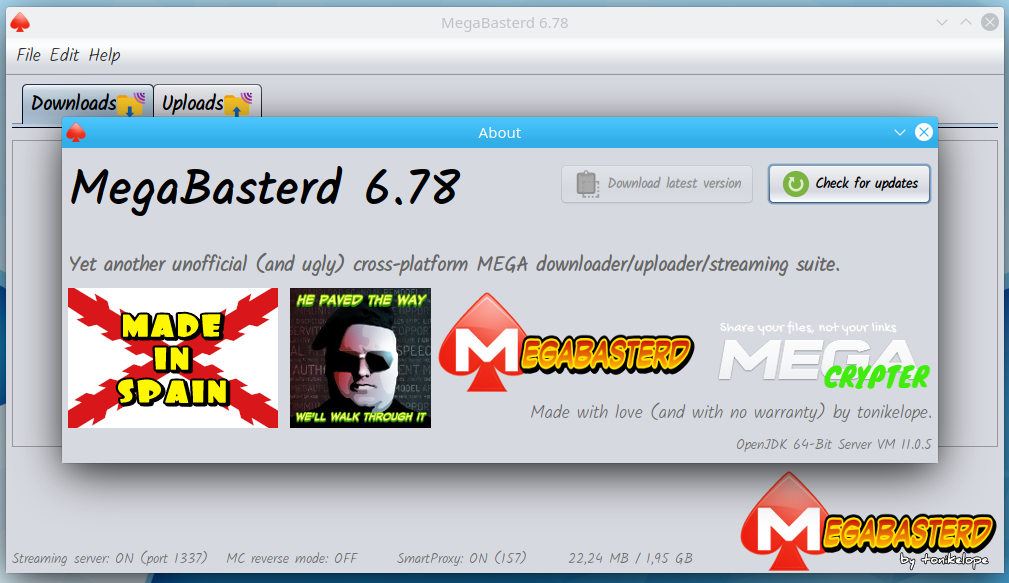 MegaBasterd 6.78
File Edit Help
Downloads Uploads
About
MegaBasterd 6.78
Download latest version
Check for updates
Yet another unofficial (and ugly) cross-platform MEGA downloader/uploader/streaming suite.
MADE
IN
SPAIN
HE PAVED THE WAY
WE'LL WALK THROUGH IT
MEGABASTERD
Share your files, not your links
MEGA
CRYPTER
Made with love (and with no warranty) by tonikelope.
OpenJDK 64-Bit Server VM 11.0.5
MEGABASTERD
by tonikelope
Streaming server: ON (port 1337) MC reverse mode: OFF SmartProxy: ON (157) 22,24 MB / 1,95 GB